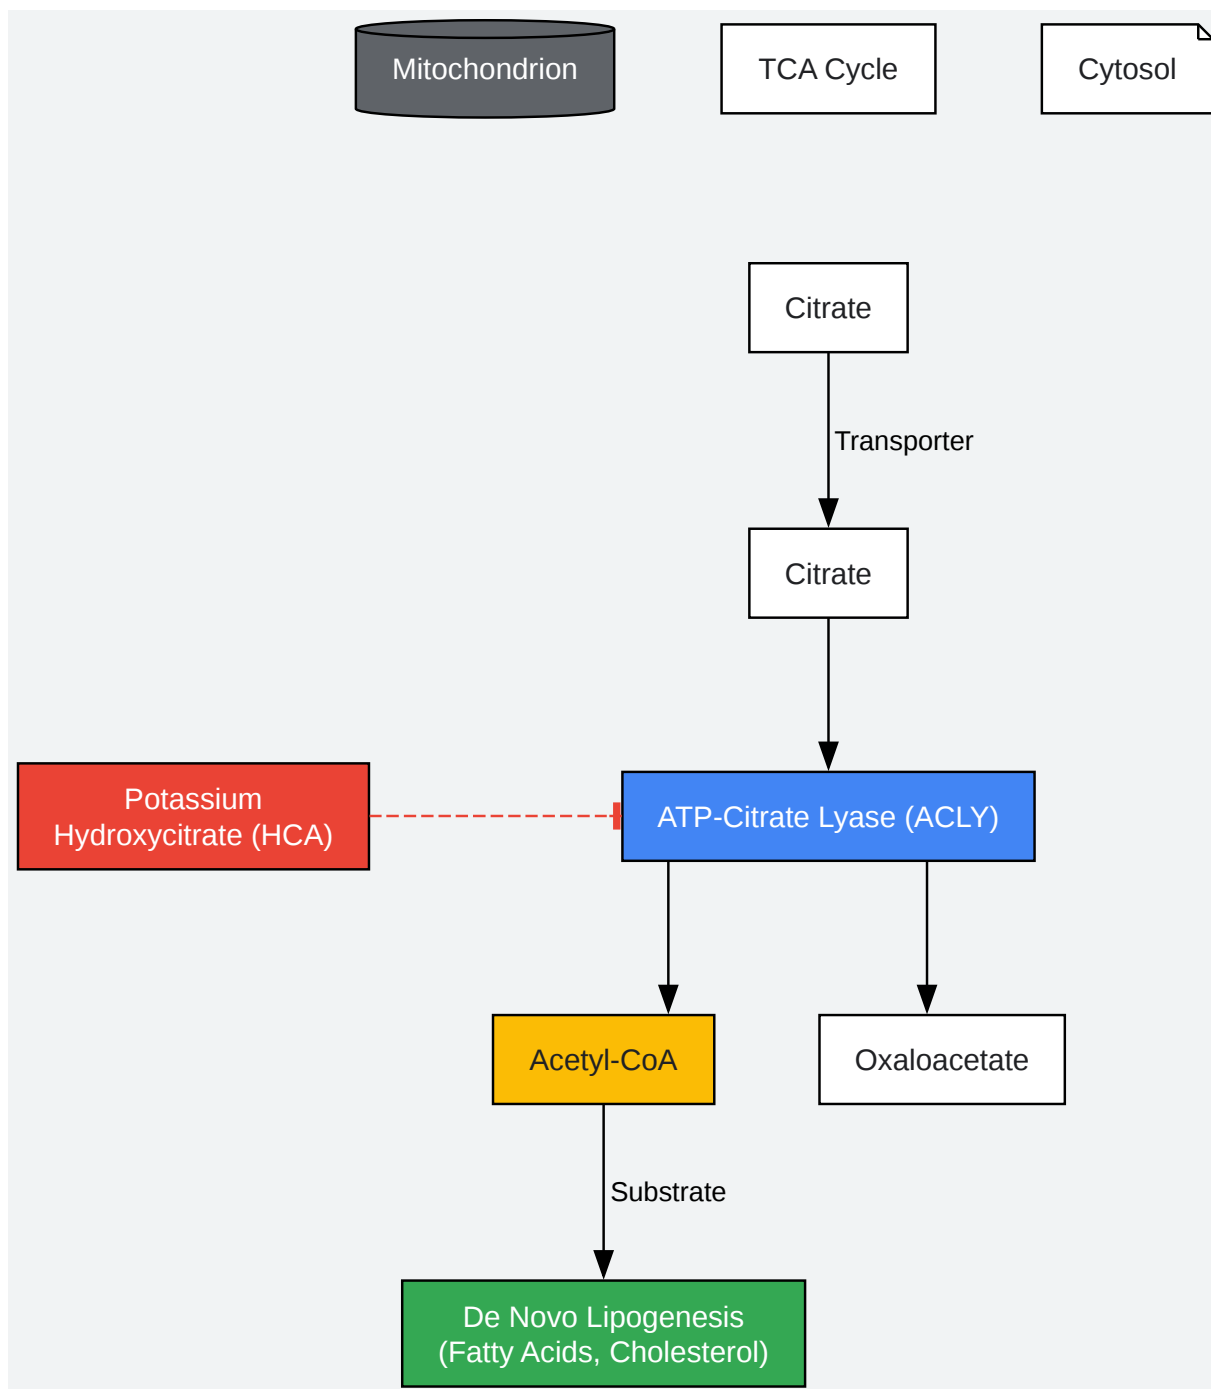 Mitochondrion
TCA Cycle
Cytosol
Citrate
Transporter
Citrate
Potassium
Hydroxycitrate (HCA)
ATP-Citrate Lyase (ACLY)
Acetyl-CoA
Oxaloacetate
Substrate
De Novo Lipogenesis
(Fatty Acids, Cholesterol)